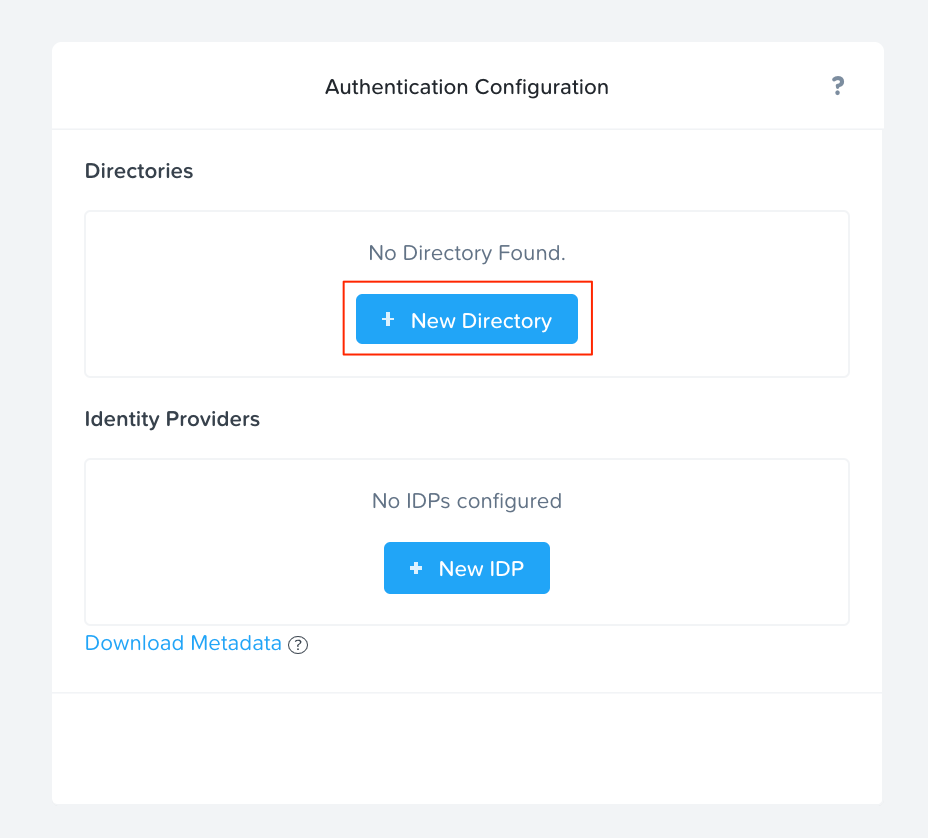 Authentication Configuration
?
Directories
No Directory Found.
+ New Directory
Identity Providers
No IDPs configured
+ New IDP
Download Metadata ?